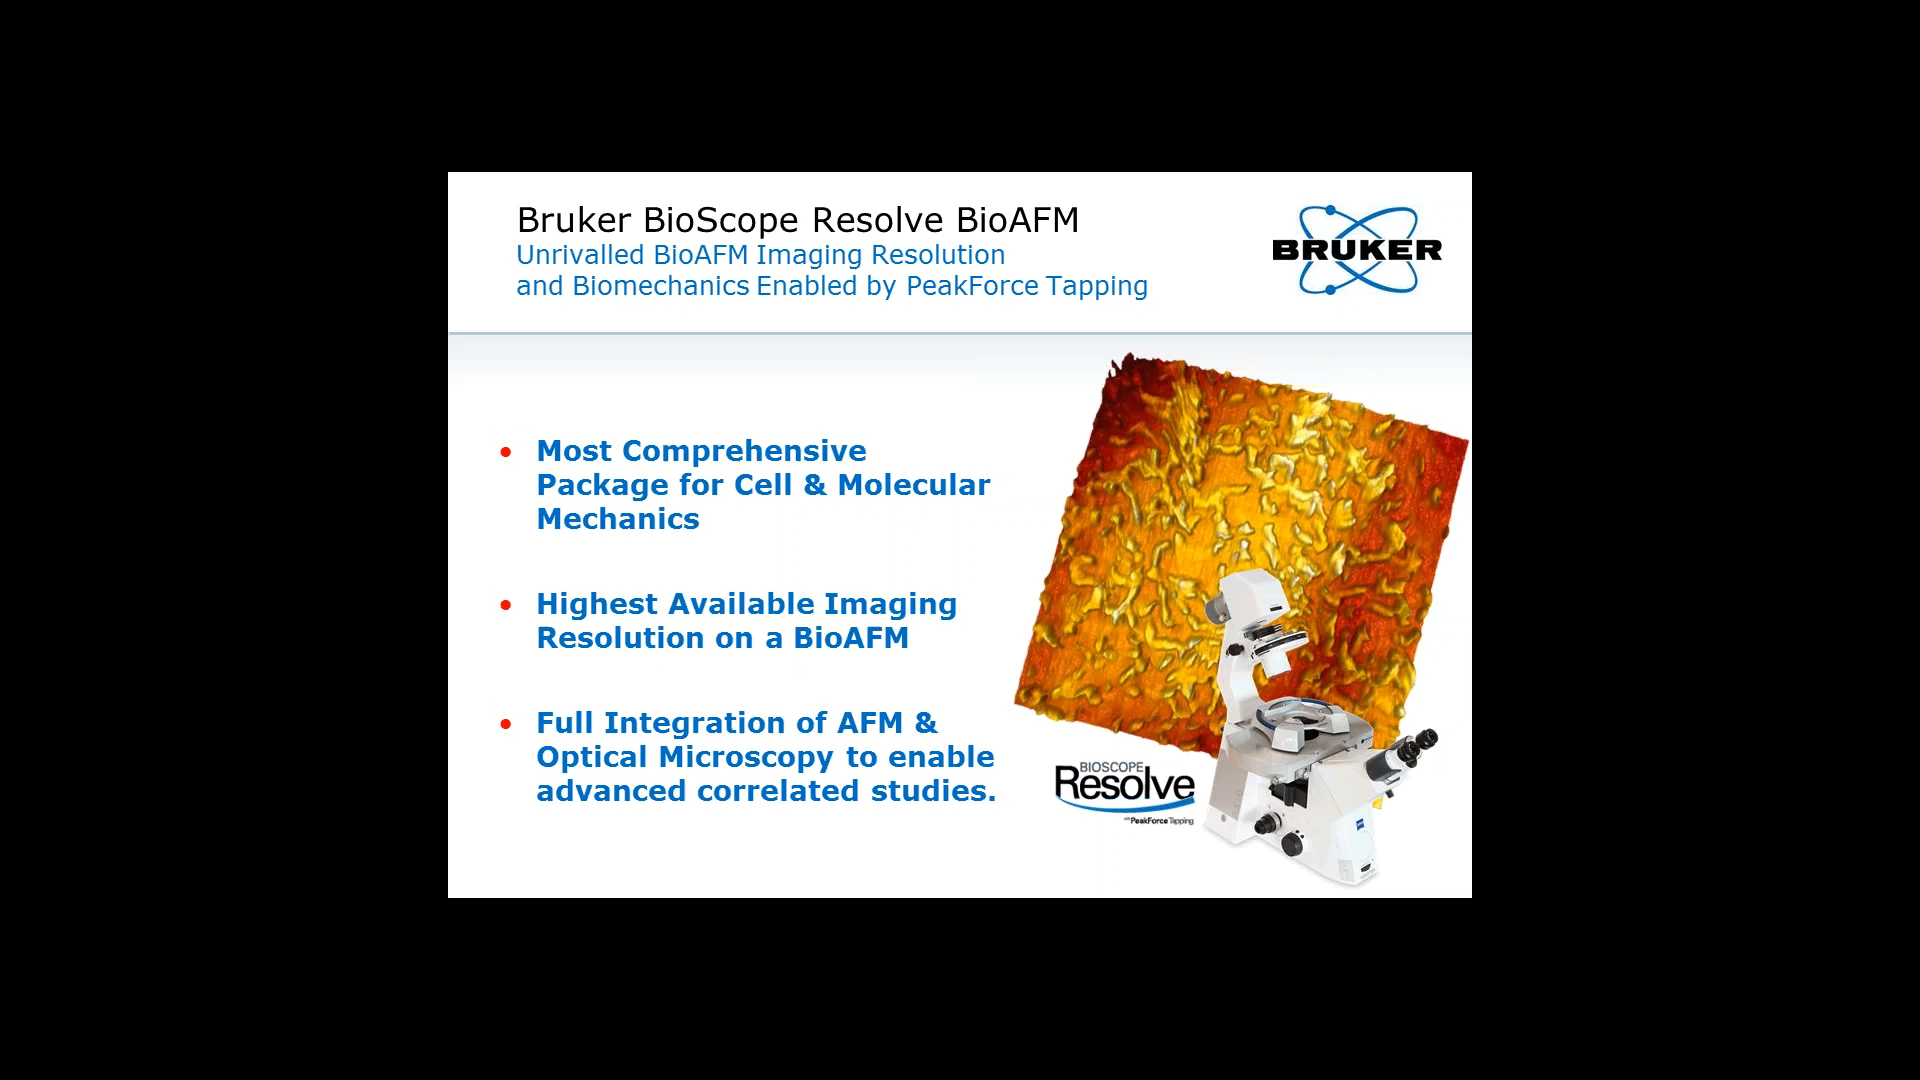 Bruker BioScope Resolve BioAFM
Unrivalled BioAFM Imaging Resolution
and Biomechanics Enabled by PeakForce Tapping
BRUKER
• Most Comprehensive
Package for Cell & Molecular
Mechanics
• Highest Available Imaging
Resolution on a BioAFM
• Full Integration of AFM &
Optical Microscopy to enable
advanced correlated studies.
BIOSCOPE
Resolve
with PeakForce Tapping